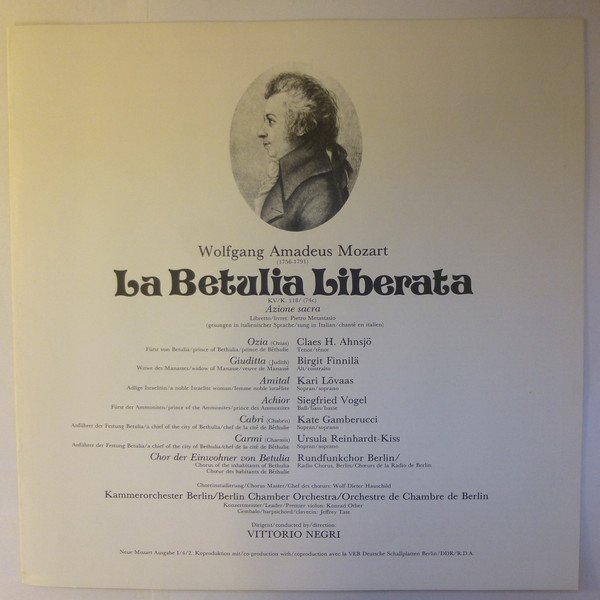 Wolfgang Amadeus Mozart
(1756-1791)
La Betulia Liberata
KV/K. 118/ (74c)
Azione sacra
Libretto/livret: Pietro Metastasio
(gesungen in italienischer Sprache/sung in Italian/chanté en italien)
Ozia (Ozias) Claes H. Ahnsjö
Fürst von Betulia/prince of Bethulia/prince de Béthulie Tenor/ténor
Giuditta (Judith) Birgit Finnilä
Witwe des Manasses/widow of Manasse/veuve de Manassé Alt/contralto
Amital Kari Lövaas
Adlige Israelitin/a noble Israelite woman/femme noble israélite Sopran/soprano
Achior Siegfried Vogel
Fürst der Ammoniten/prince of the Ammonites/prince des Ammonites Baß/bass/basse
Cabri (Chabris) Kate Gamberucci
Anführer der Festung Betulia/a chief of the city of Bethulia/chef de la cité de Béthulie Sopran/soprano
Carmi (Charmis) Ursula Reinhardt-Kiss
Anführer der Festung Betulia/a chief of the city of Bethulia/chef de la cité de Béthulie Sopran/soprano
Chor der Einwohner von Betulia Rundfunkchor Berlin/
Chorus of the inhabitants of Bethulia Radio Chorus, Berlin/Chœurs de la Radio de Berlin
Chœur des habitants de Béthulie
Choreinstudierung/Chorus Master/Chef des chœurs: Wolf-Dieter Hauschild
Kammerorchester Berlin/Berlin Chamber Orchestra/Orchestre de Chambre de Berlin
Konzertmeister/Leader/Premier violon: Konrad Other
Cembalo/harpsichord/clavecin: Jeffrey Tate
Dirigent/conducted by/direction:
VITTORIO NEGRI
Neue Mozart Ausgabe I/4/2. Koproduktion mit/co-production with/coproduction avec la VEB Deutsche Schallplatten Berlin/DDR/R.D.A.